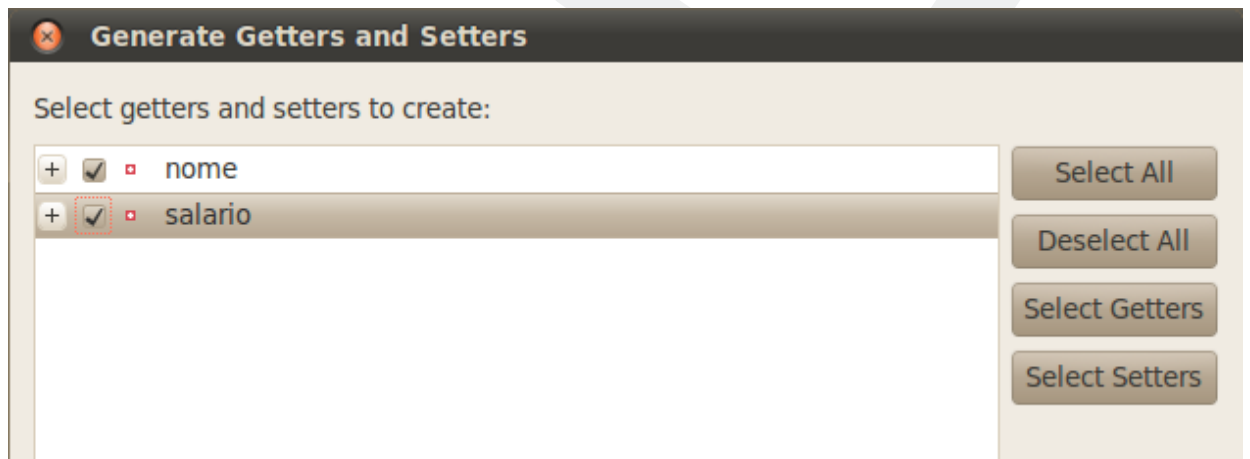 Generate Getters and Setters
Select getters and setters to create:
nome
salario
Select All
Deselect All
Select Getters
Select Setters